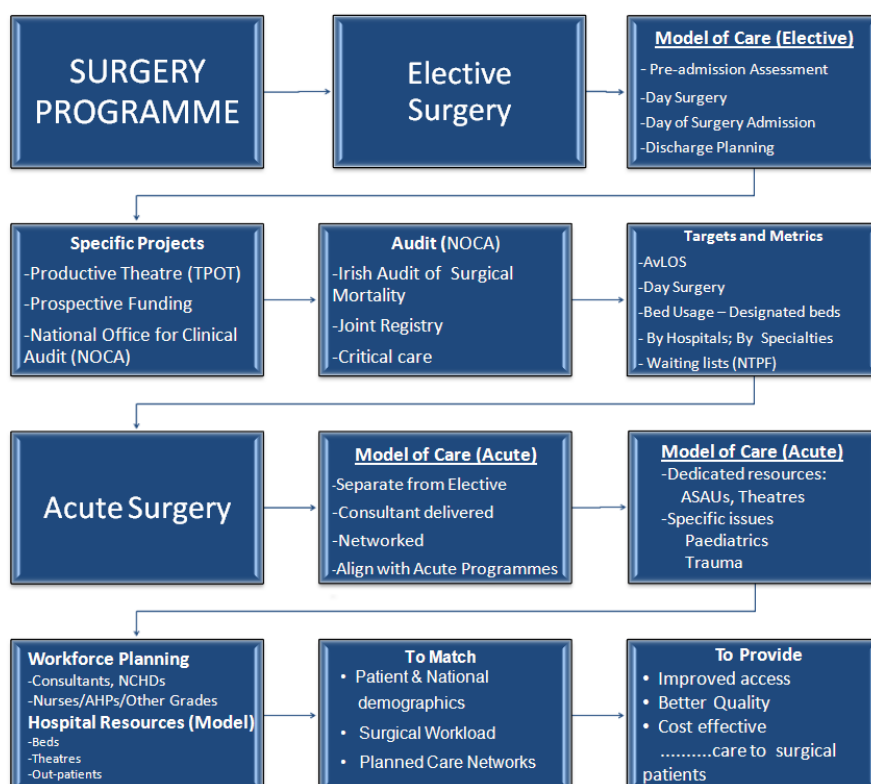 SURGERY
PROGRAMME
Elective
Surgery
Model of Care (Elective)
- Pre-admission Assessment
-Day Surgery
-Day of Surgery Admission
-Discharge Planning
Specific Projects
-Productive Theatre (TPOT)
-Prospective Funding
-National Office for Clinical
Audit (NOCA)
Audit (NOCA)
-Irish Audit of Surgical
Mortality
-Joint Registry
-Critical care
Targets and Metrics
-AvLOS
-Day Surgery
-Bed Usage – Designated beds
- By Hospitals; By Specialties
- Waiting lists (NTPF)
Acute Surgery
Model of Care (Acute)
-Separate from Elective
-Consultant delivered
-Networked
-Align with Acute Programmes
Model of Care (Acute)
-Dedicated resources:
ASAUs, Theatres
-Specific issues
Paediatrics
Trauma
Workforce Planning
-Consultants, NCHDs
-Nurses/AHPs/Other Grades
Hospital Resources (Model)
-Beds
-Theatres
-Out-patients
To Match
• Patient & National
demographics
• Surgical Workload
• Planned Care Networks
To Provide
• Improved access
• Better Quality
• Cost effective
..........care to surgical
patients